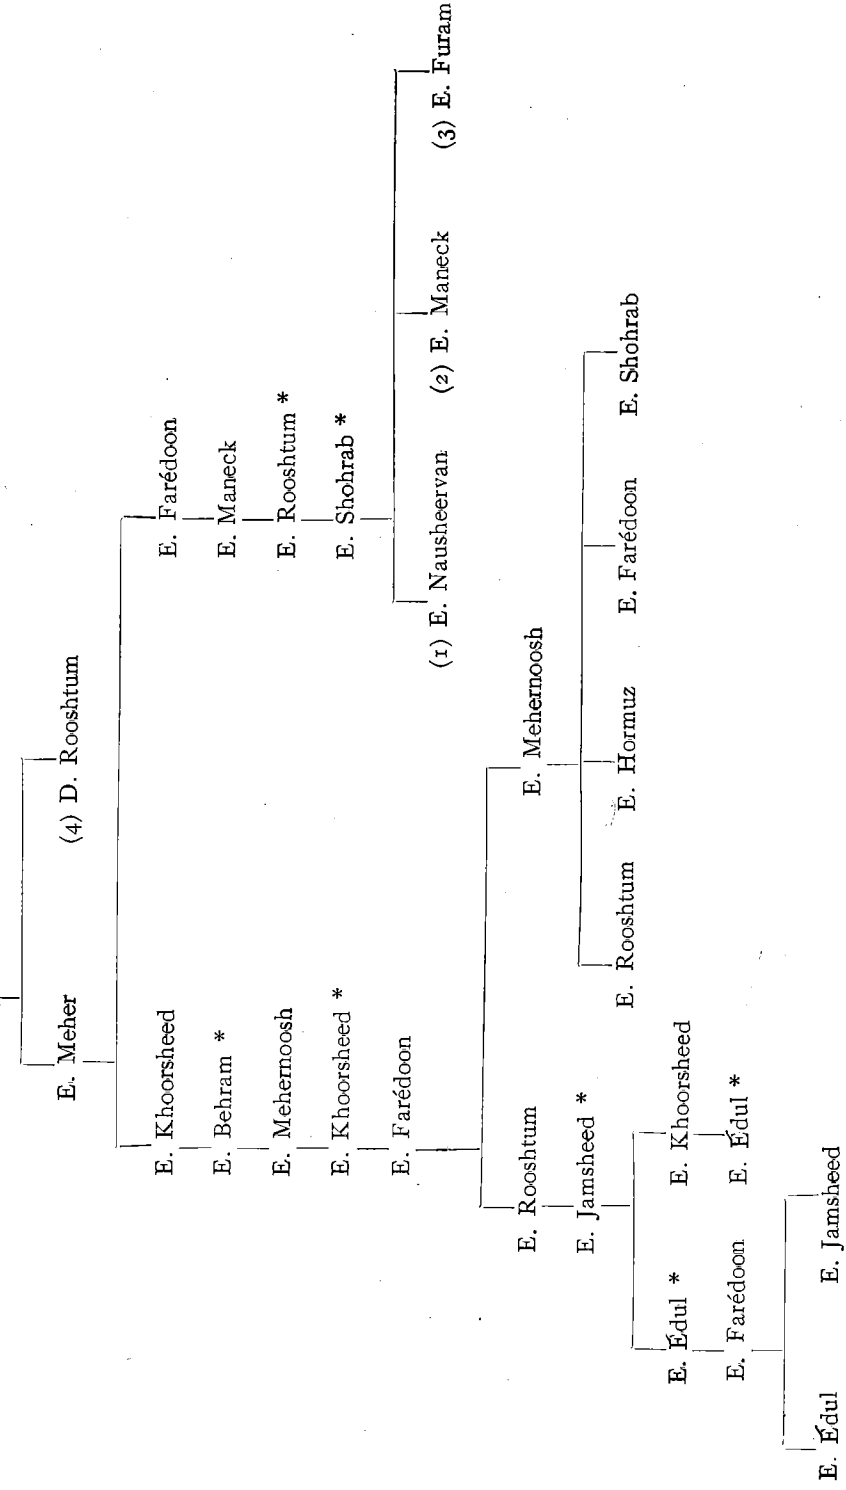 E. Meher
(4) D. Rooshtum
E. Khoorsheed
E. Farédoon
E. Behram *
E. Maneck
E. Mehernoosh
E. Rooshtum *
E. Khoorsheed *
E. Shohrab *
E. Farédoon
(1) E. Nausheervan
(2) E. Maneck
(3) E. Furam
E. Rooshtum
E. Mehernoosh
E. Jamsheed *
E. Rooshtum
E. Hormuz
E. Farédoon
E. Shohrab
E. Édul *
E. Khoorsheed
E. Farédoon
E. Édul *
E. Édul
E. Jamsheed